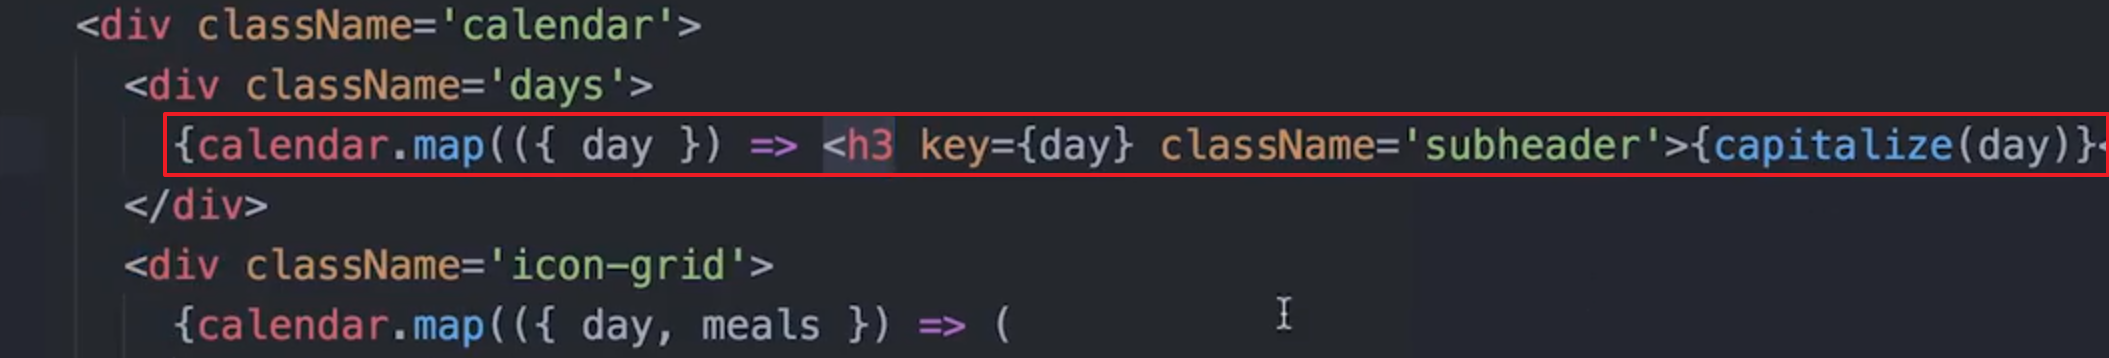 <div className='calendar'>
<div className='days'>
{calendar.map(({ day }) => <h3 key={day} className='subheader'>{capitalize(day)}<
</div>
<div className='icon-grid'>
{calendar.map(({ day, meals }) => (